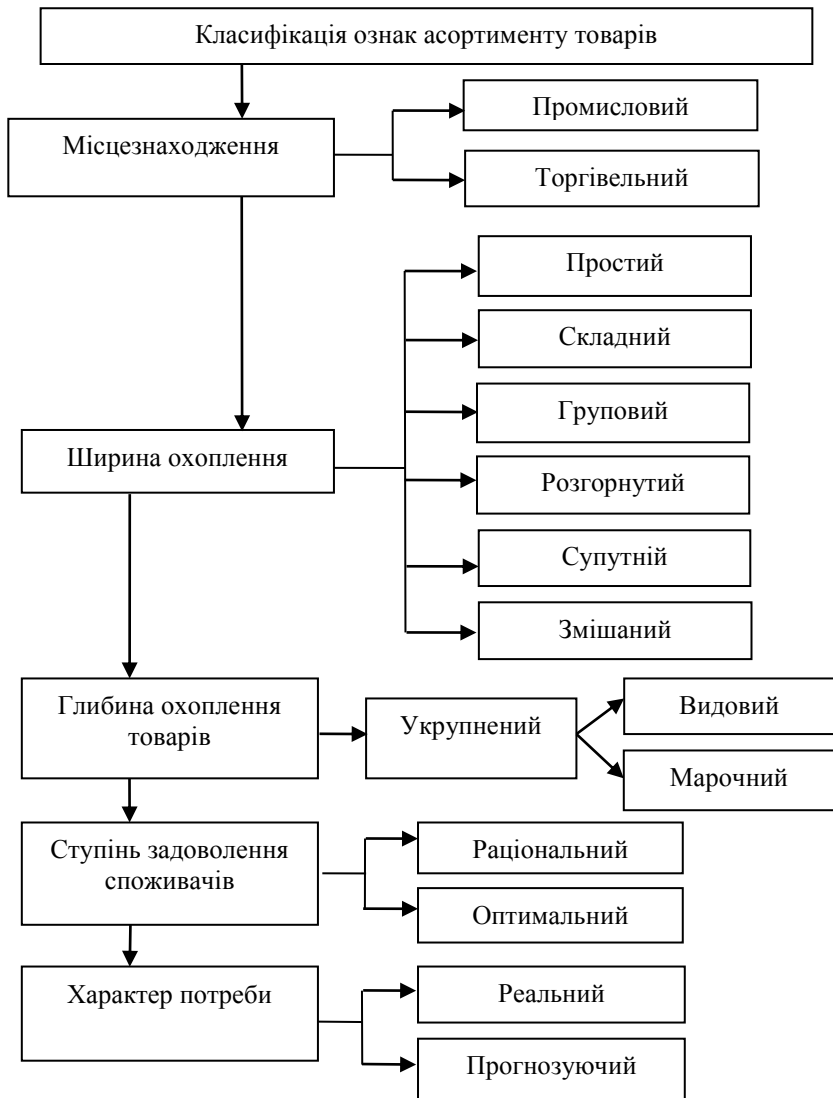 Класифікація ознак асортименту товарів
Місцезнаходження
Промисловий
Торгівельний
Ширина охоплення
Простий
Складний
Груповий
Розгорнутий
Супутній
Змішаний
Глибина охоплення
товарів
Укрупнений
Видовий
Марочний
Ступінь задоволення
споживачів
Раціональний
Оптимальний
Характер потреби
Реальний
Прогнозуючий